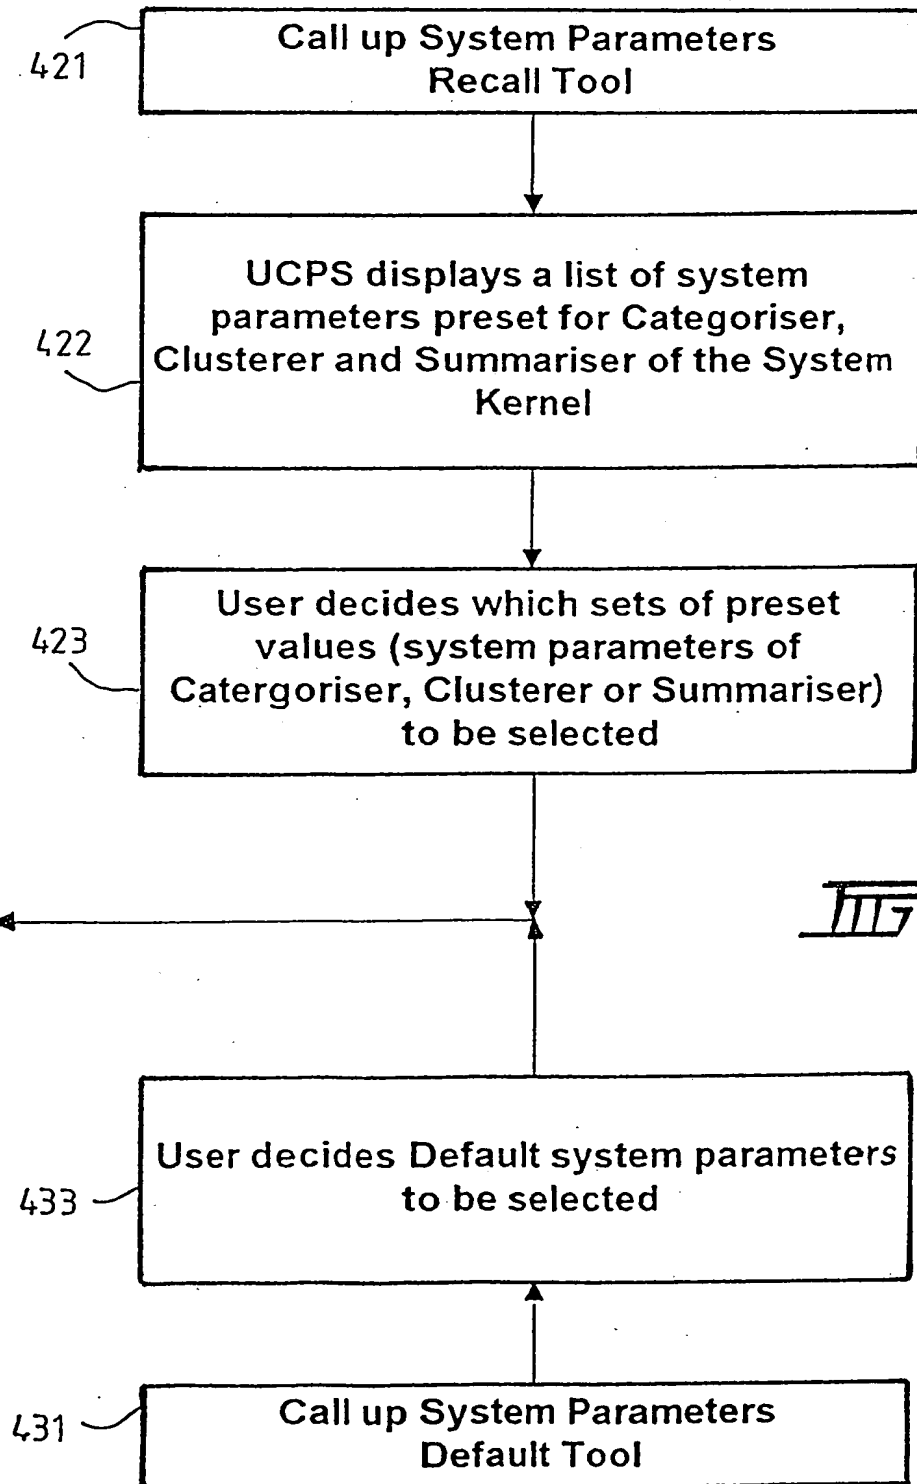 421
Call up System Parameters
Recall Tool
422
UCPS displays a list of system
parameters preset for Categoriser,
Clusterer and Summariser of the System
Kernel
423
User decides which sets of preset
values (system parameters of
Catergoriser, Clusterer or Summariser)
to be selected
433
User decides Default system parameters
to be selected
431
Call up System Parameters
Default Tool